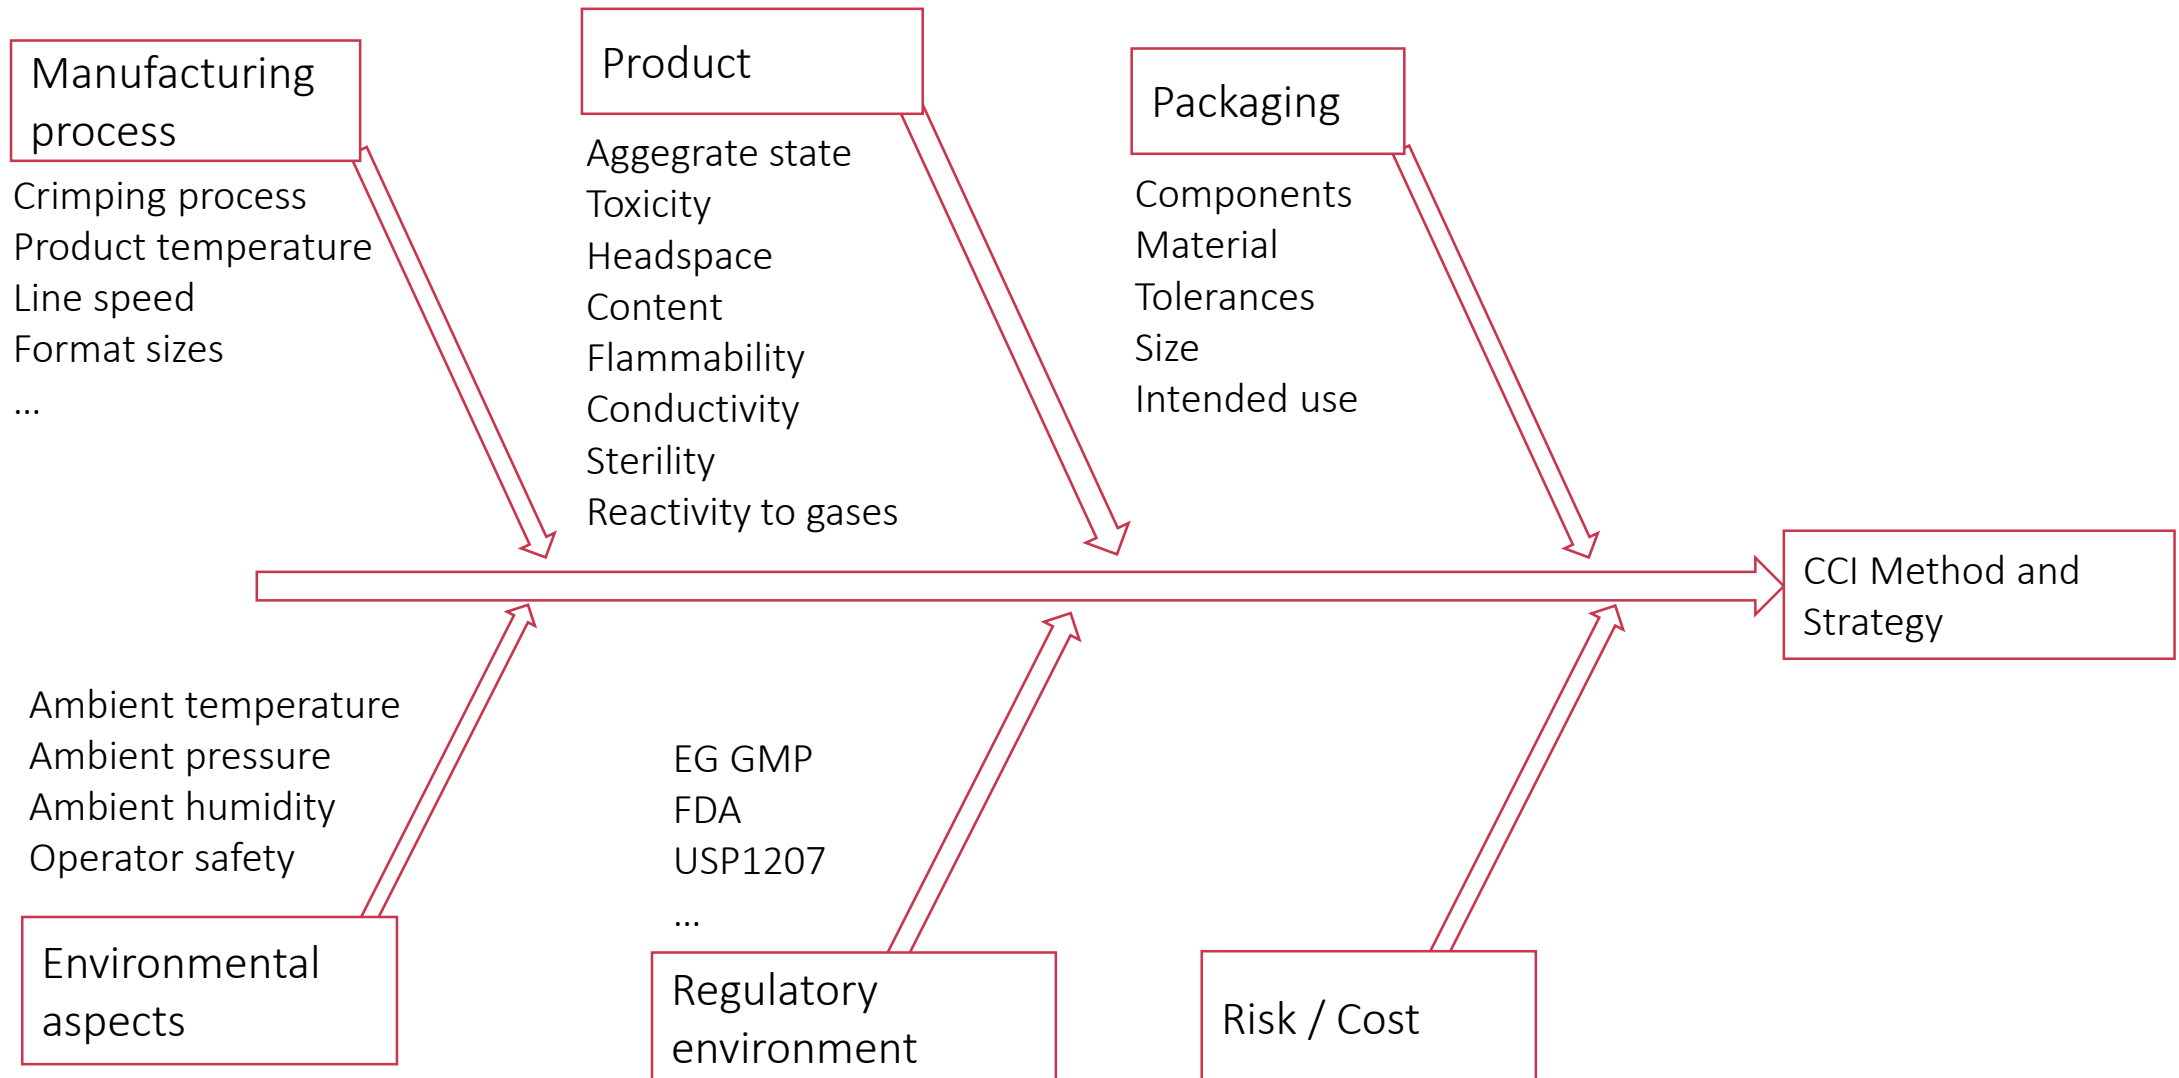 Manufacturing
process
Crimping process
Product temperature
Line speed
Format sizes
...
Product
Aggegrate state
Toxicity
Headspace
Content
Flammability
Conductivity
Sterility
Reactivity to gases
Packaging
Components
Material
Tolerances
Size
Intended use
CCI Method and
Strategy
Ambient temperature
Ambient pressure
Ambient humidity
Operator safety
Environmental
aspects
EG GMP
FDA
USP1207
...
Regulatory
environment
Risk / Cost